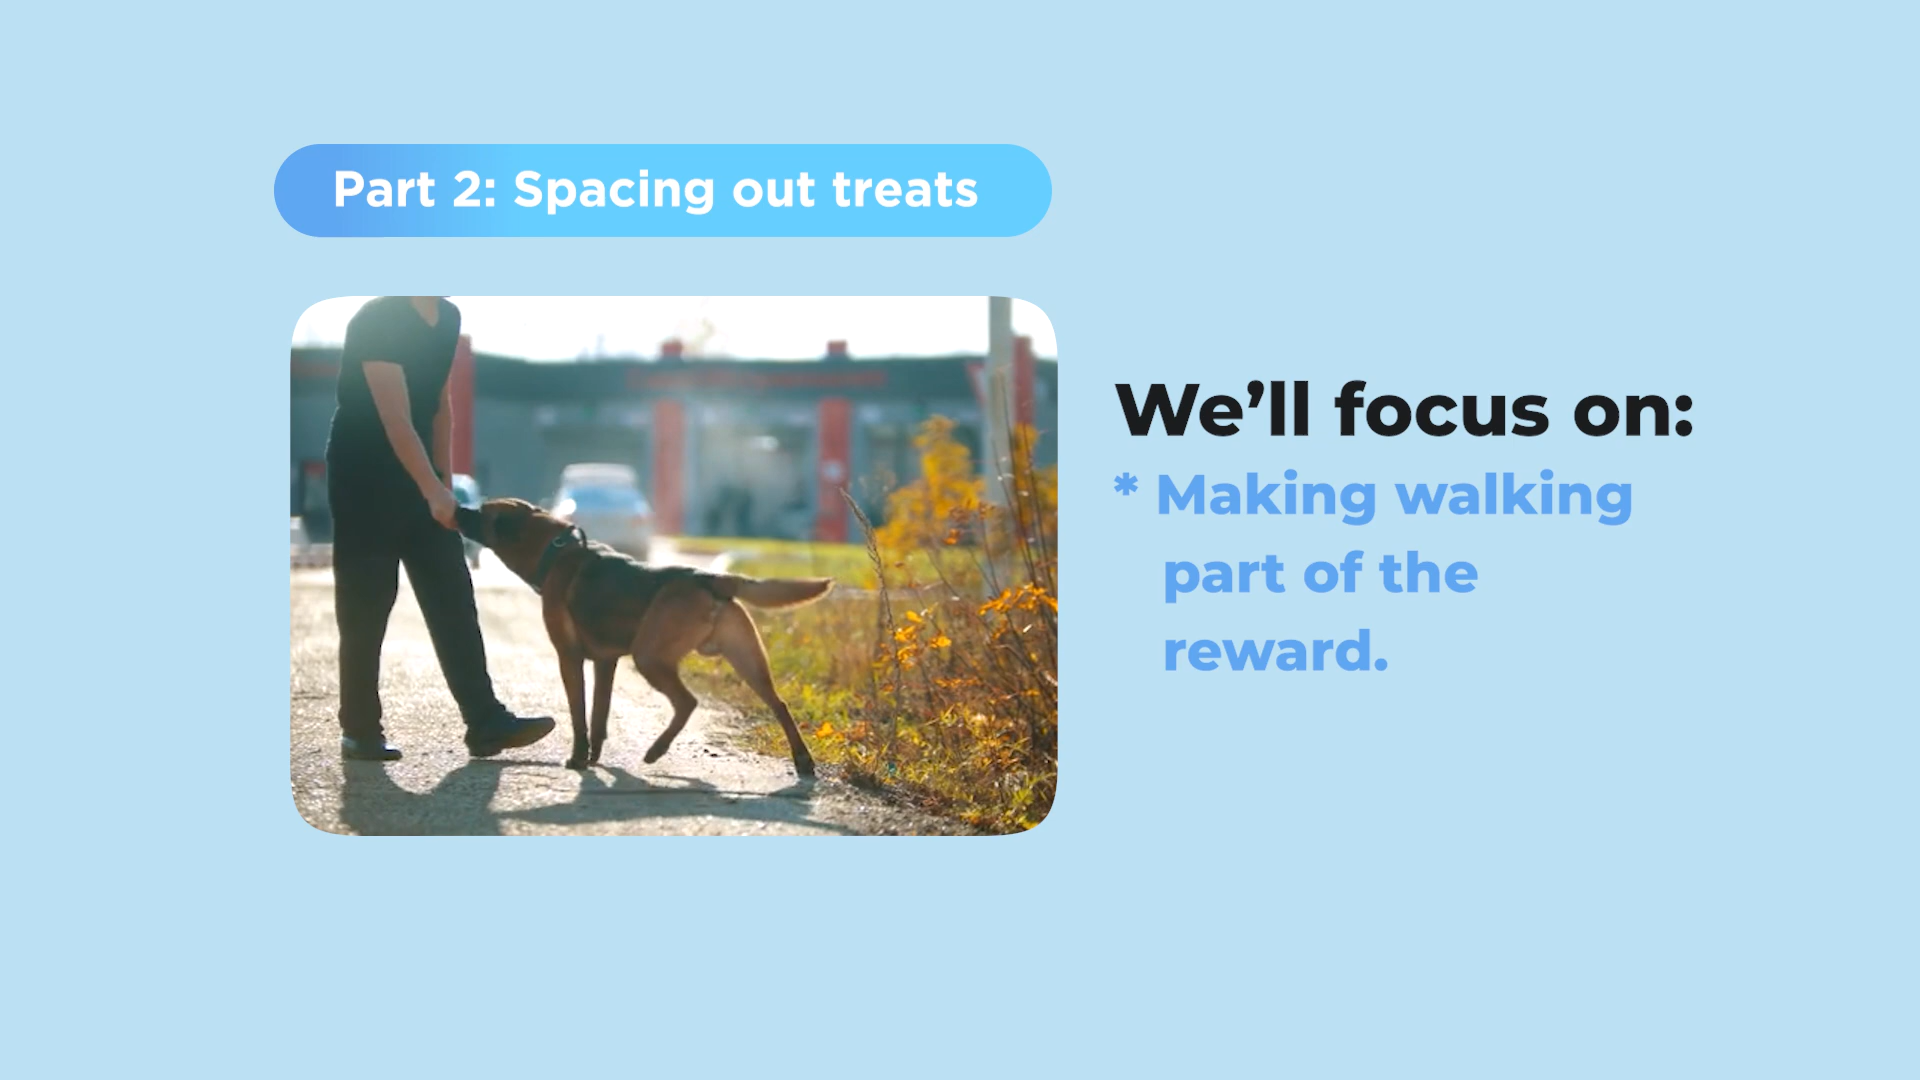 Part 2: Spacing out treats
We’ll focus on:
* Making walking
part of the
reward.